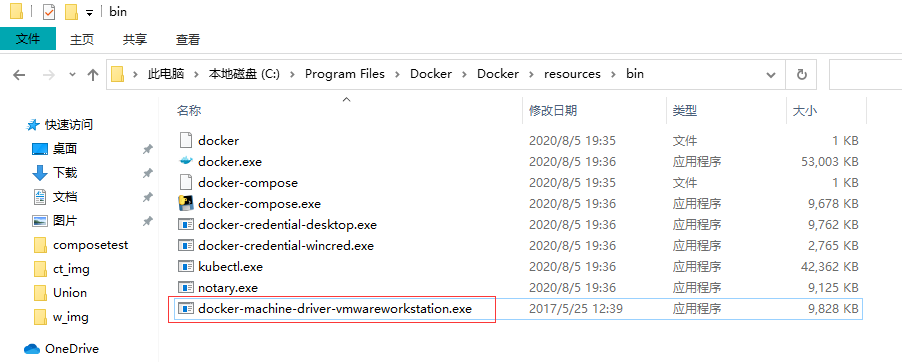 bin
文件 主页 共享 查看
此电脑 本地磁盘 (C:) Program Files Docker Docker resources bin
名称 修改日期 类型 大小
快速访问
桌面
下载
文档
图片
composetest
ct_img
Union
w_img
OneDrive
docker 2020/8/5 19:35 文件 1 KB
docker.exe 2020/8/5 19:36 应用程序 53,003 KB
docker-compose 2020/8/5 19:35 文件 1 KB
docker-compose.exe 2020/8/5 19:36 应用程序 9,678 KB
docker-credential-desktop.exe 2020/8/5 19:36 应用程序 9,762 KB
docker-credential-wincred.exe 2020/8/5 19:36 应用程序 2,765 KB
kubectl.exe 2020/8/5 19:36 应用程序 42,362 KB
notary.exe 2020/8/5 19:36 应用程序 9,125 KB
docker-machine-driver-vmwareworkstation.exe 2017/5/25 12:39 应用程序 9,828 KB